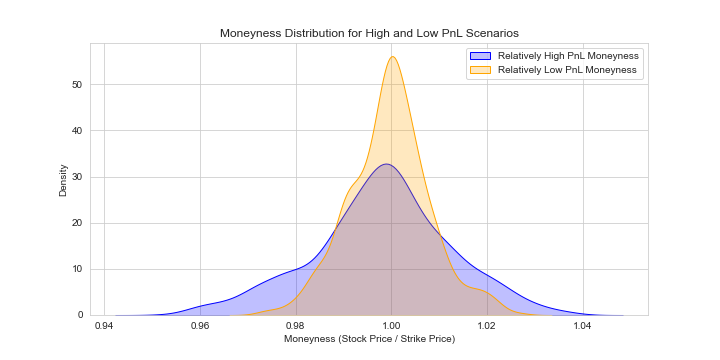 Moneyness Distribution for High and Low PnL Scenarios
Relatively High PnL Moneyness
Relatively Low PnL Moneyness
50
40
30
20
10
0
Density
0.94 0.96 0.98 1.00 1.02 1.04
Moneyness (Stock Price / Strike Price)